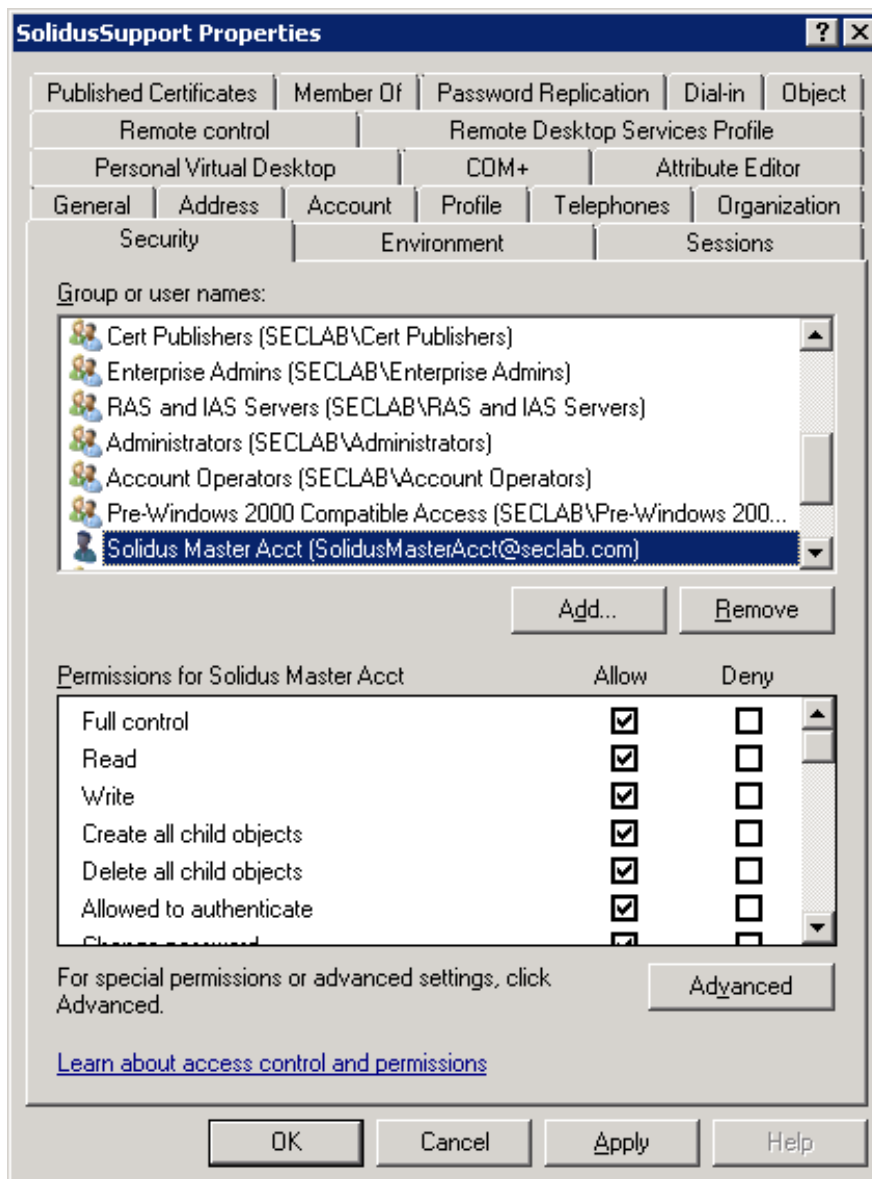 SolidusSupport Properties
Published Certificates Member Of Password Replication Dial-in Object
Remote control Remote Desktop Services Profile
Personal Virtual Desktop COM+ Attribute Editor
General Address Account Profile Telephones Organization
Security Environment Sessions
Group or user names:
Cert Publishers (SECLAB\Cert Publishers)
Enterprise Admins (SECLAB\Enterprise Admins)
RAS and IAS Servers (SECLAB\RAS and IAS Servers)
Administrators (SECLAB\Administrators)
Account Operators (SECLAB\Account Operators)
Pre-Windows 2000 Compatible Access (SECLAB\Pre-Windows 200...
Solidus Master Acct (SolidusMasterAcct@seclab.com)
Add... Remove
Permissions for Solidus Master Acct Allow Deny
Full control
Read
Write
Create all child objects
Delete all child objects
Allowed to authenticate
Change password
For special permissions or advanced settings, click
Advanced.
Advanced
Learn about access control and permissions
OK Cancel Apply Help